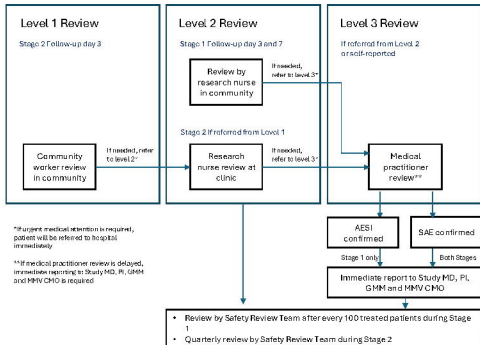 Level 1 Review
Stage 2 Follow-up day 3
Community
worker review
in community
If needed, refer
to level 2*
Level 2 Review
Stage 1 Follow-up day 3 and 7
Review by
research nurse
in community
If needed,
refer to level 3*
Stage 2 If referred from Level 1
Research
nurse review at
clinic
If needed,
refer to level 3*
Level 3 Review
If referred from Level 2
or self-reported
Medical
practitioner
review**
AESI
confirmed
SAE confirmed
Stage 1 only
Both Stages
Immediate report to Study MD, PI,
GMM and MMV CMO
*If urgent medical attention is required,
patient will be referred to hospital
immediately
**If medical practitioner review is delayed,
immediate reporting to Study MD, PI, GMM
and MMV CMO is required
• Review by Safety Review Team after every 100 treated patients during Stage
1
• Quarterly review by Safety Review Team during Stage 2